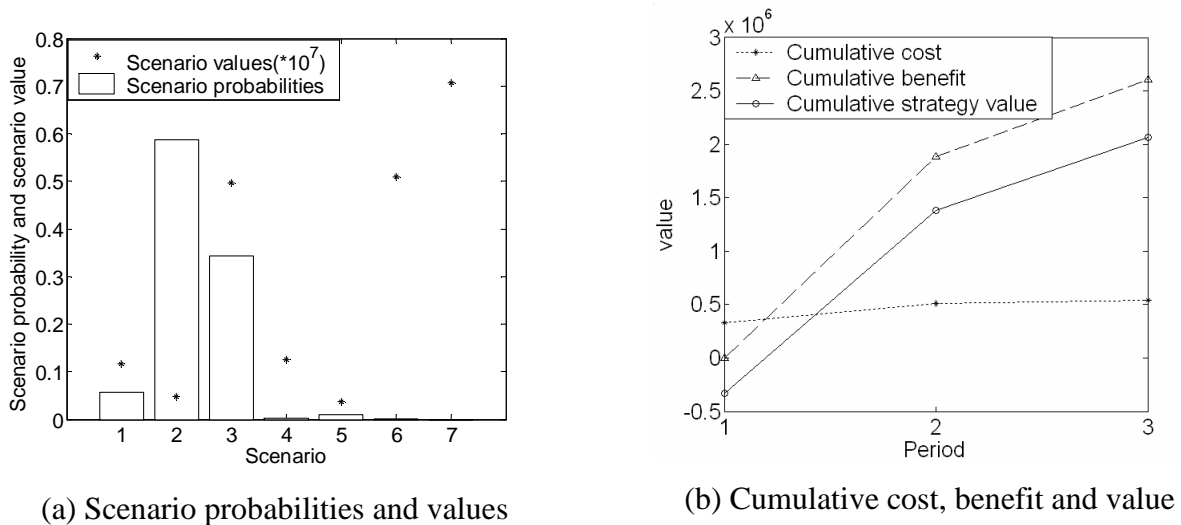 Scenario probability and scenario value
0.8
0.7
0.6
0.5
0.4
0.3
0.2
0.1
0
Scenario values(*10^7)
Scenario probabilities
1 2 3 4 5 6 7
Scenario
(a) Scenario probabilities and values
x 10^6
value
3
2.5
2
1.5
1
0.5
0
-0.5
Cumulative cost
Cumulative benefit
Cumulative strategy value
1 2 3
Period
(b) Cumulative cost, benefit and value